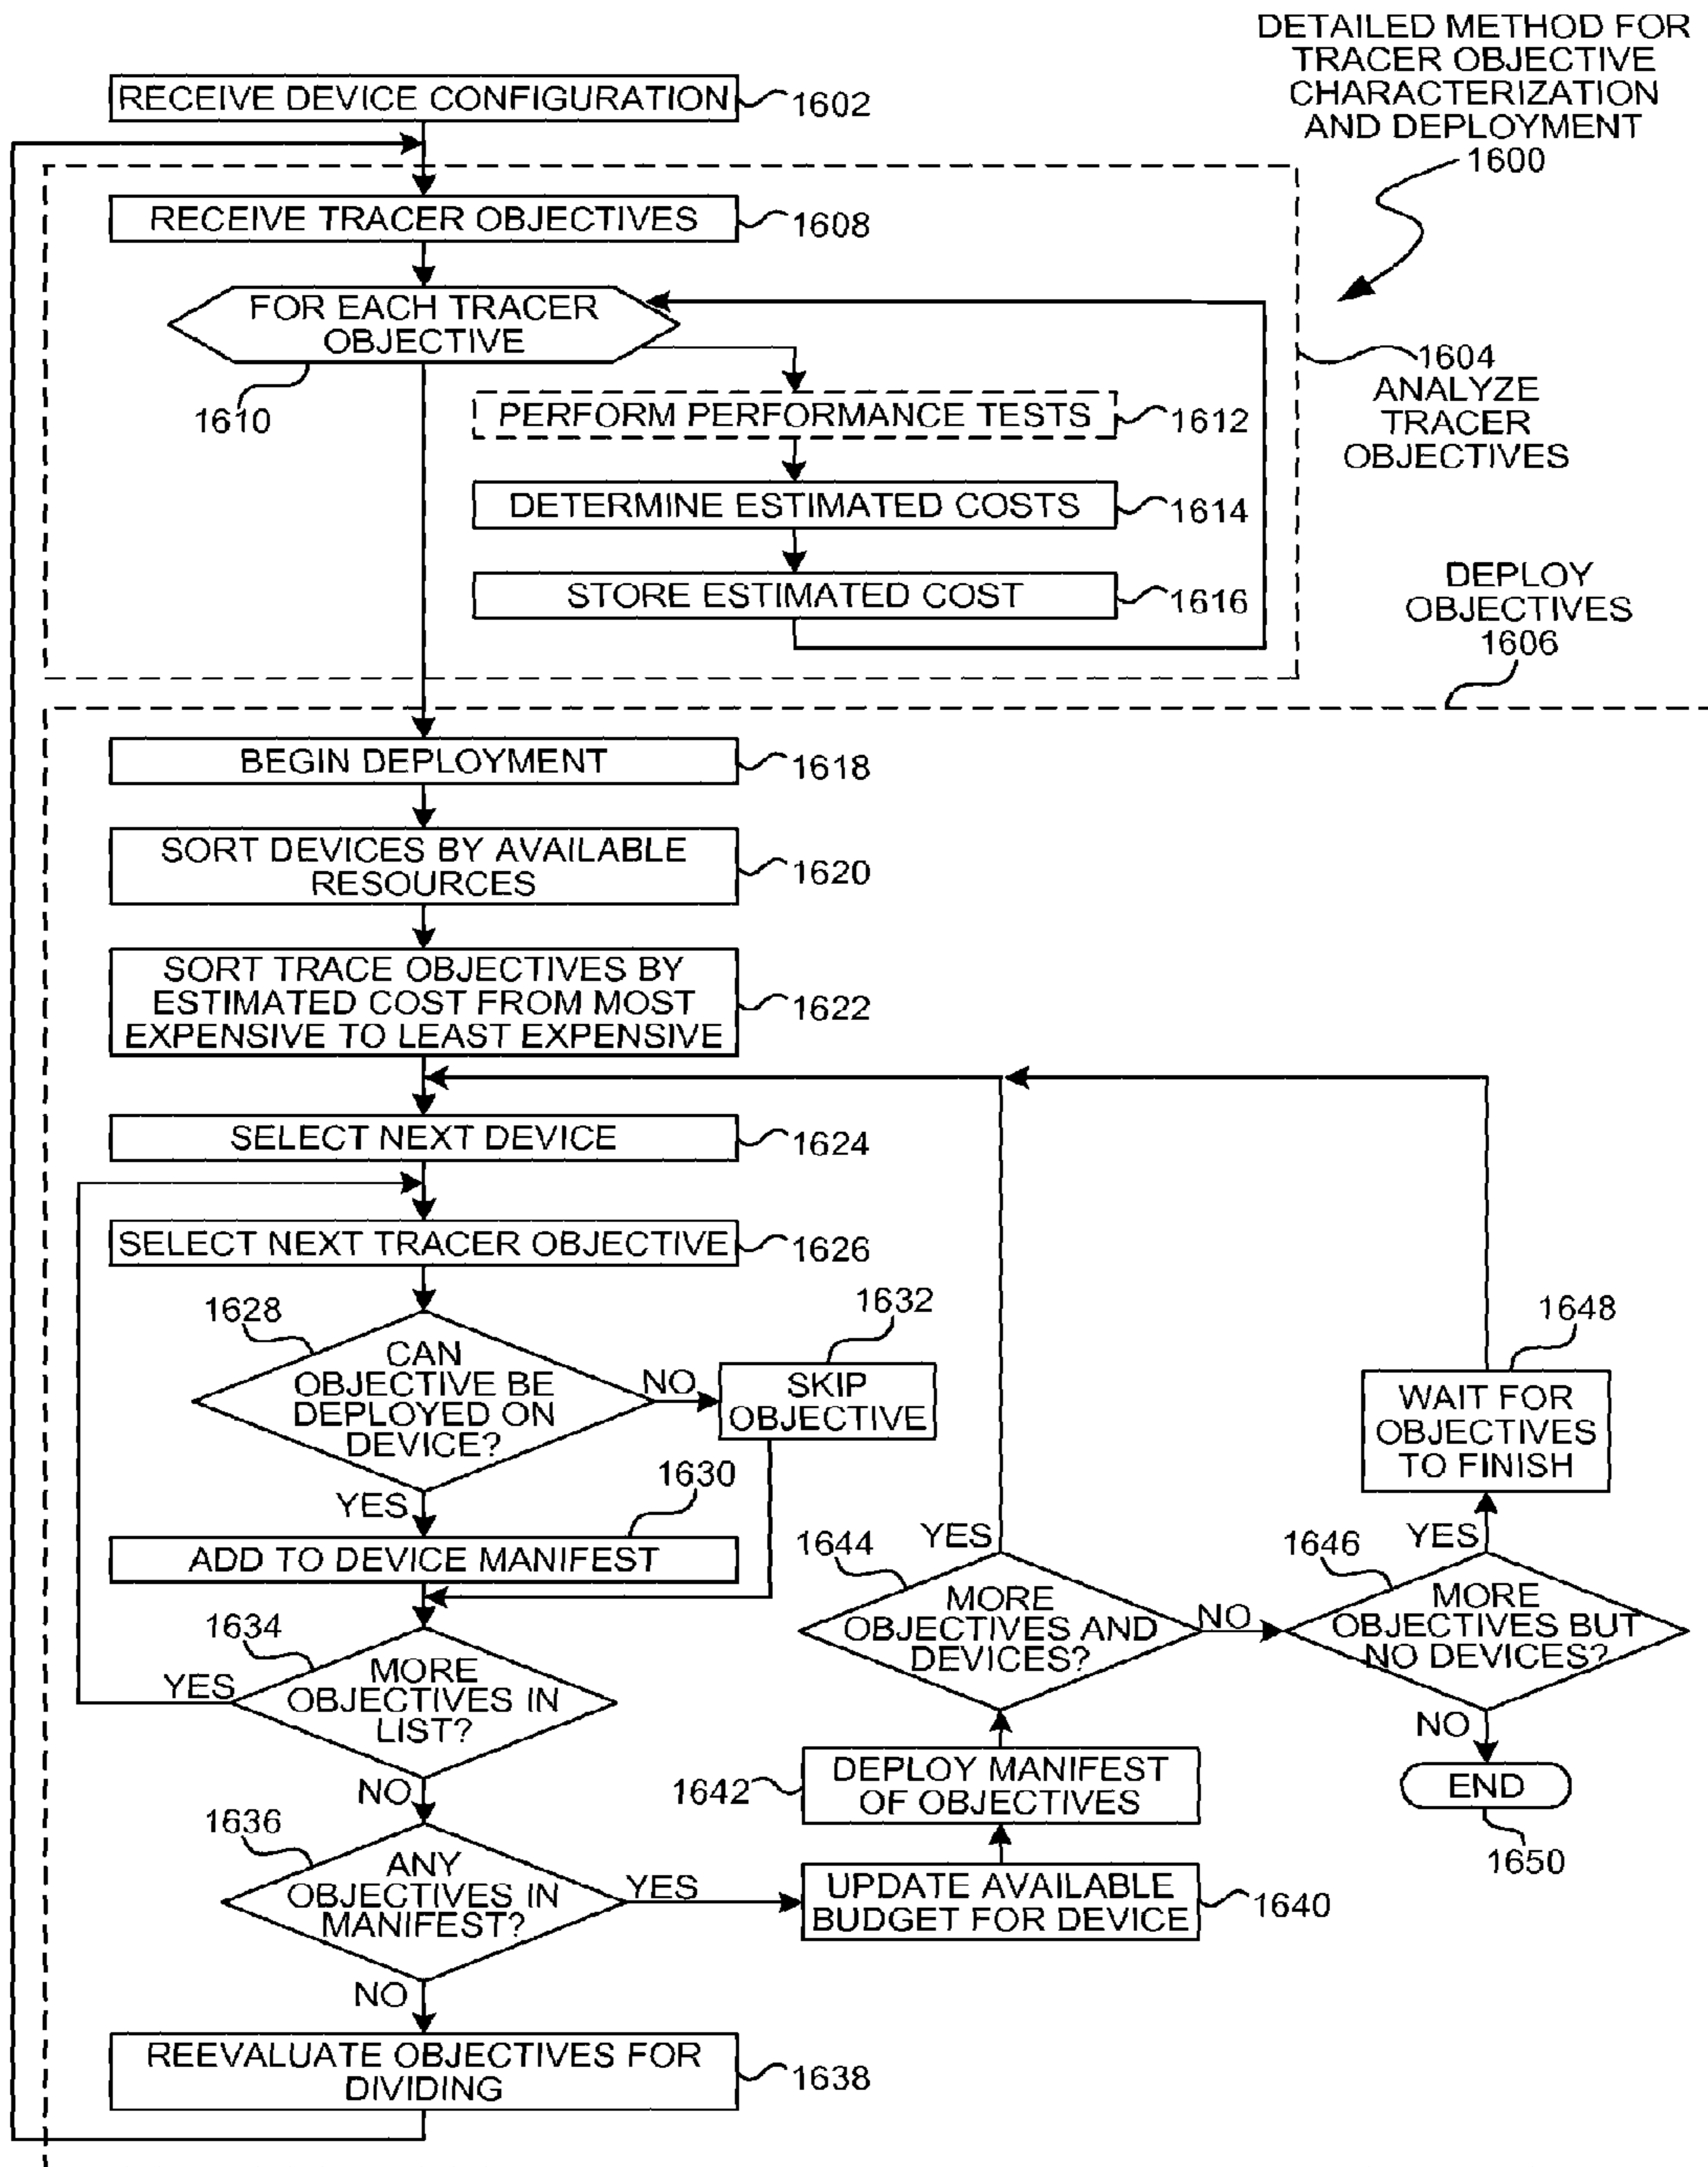 DETAILED METHOD FOR
TRACER OBJECTIVE
CHARACTERIZATION
AND DEPLOYMENT
1600
RECEIVE DEVICE CONFIGURATION
1602
RECEIVE TRACER OBJECTIVES
1608
FOR EACH TRACER
OBJECTIVE
1610
1604
ANALYZE
TRACER
OBJECTIVES
PERFORM PERFORMANCE TESTS
1612
DETERMINE ESTIMATED COSTS
1614
STORE ESTIMATED COST
1616
DEPLOY
OBJECTIVES
1606
BEGIN DEPLOYMENT
1618
SORT DEVICES BY AVAILABLE
RESOURCES
1620
SORT TRACE OBJECTIVES BY
ESTIMATED COST FROM MOST
EXPENSIVE TO LEAST EXPENSIVE
1622
SELECT NEXT DEVICE
1624
SELECT NEXT TRACER OBJECTIVE
1626
1628
CAN
OBJECTIVE BE
DEPLOYED ON
DEVICE?
NO
1632
SKIP
OBJECTIVE
YES
1630
ADD TO DEVICE MANIFEST
1634
MORE
OBJECTIVES IN
LIST?
YES
NO
1636
ANY
OBJECTIVES IN
MANIFEST?
YES
NO
REEVALUATE OBJECTIVES FOR
DIVIDING
1638
UPDATE AVAILABLE
BUDGET FOR DEVICE
1640
1642
DEPLOY MANIFEST
OF OBJECTIVES
1644
YES
MORE
OBJECTIVES AND
DEVICES?
NO
1646
YES
MORE
OBJECTIVES BUT
NO DEVICES?
1648
WAIT FOR
OBJECTIVES
TO FINISH
NO
END
1650